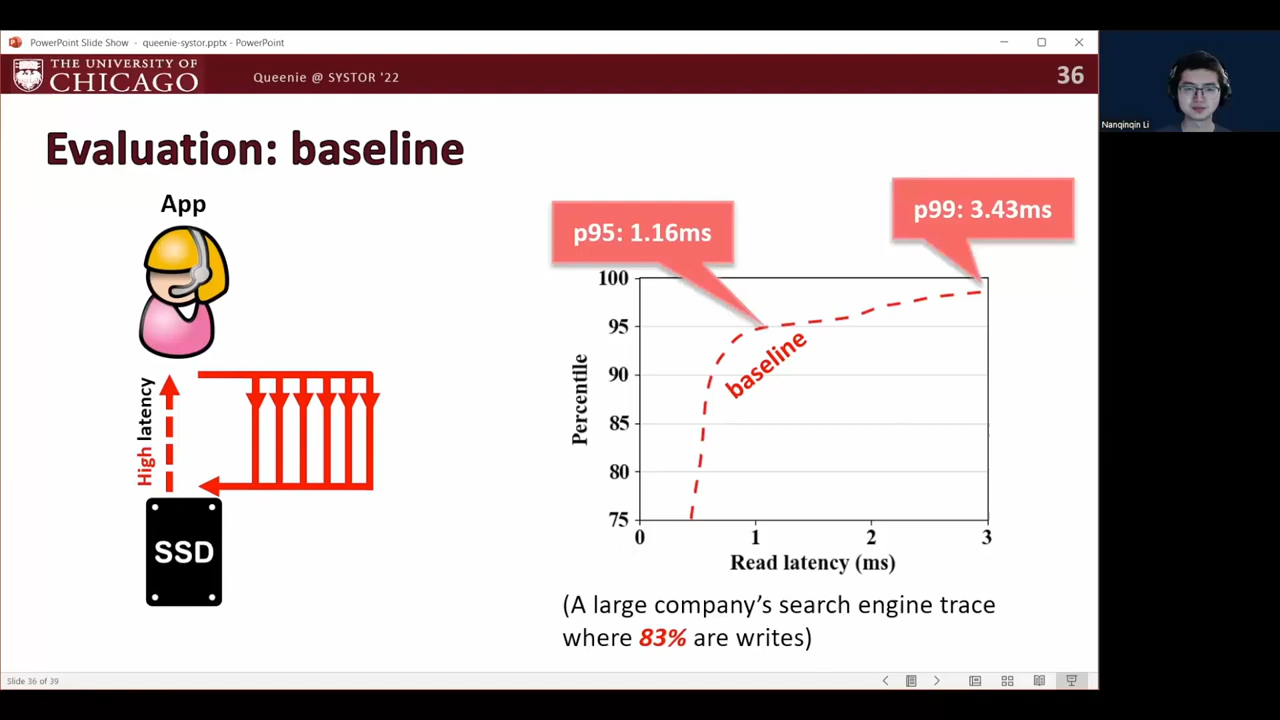 PowerPoint Slide Show - queenie-systor.pptx - PowerPoint
THE UNIVERSITY OF
CHICAGO
Queenie @ SYSTOR '22
36
Nanqinqin Li
Evaluation: baseline
App
High latency
SSD
p95: 1.16ms
p99: 3.43ms
100
95
90
85
80
75
Percentile
baseline
0 1 2 3
Read latency (ms)
(A large company's search engine trace
where 83% are writes)
Slide 36 of 39